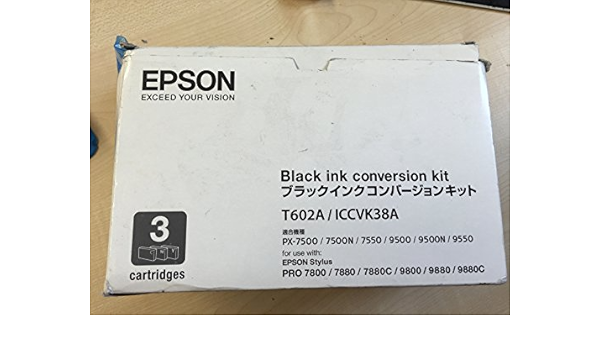 EPSON
EXCEED YOUR VISION
Black ink conversion kit
ブラックインクコンバージョンキット
T602A / ICCVK38A
適合機種
PX-7500 / 7500N / 7550 / 9500 / 9500N / 9550
for use with:
EPSON Stylus
PRO 7800 / 7880 / 7880C / 9800 / 9880 / 9880C
3
cartridges